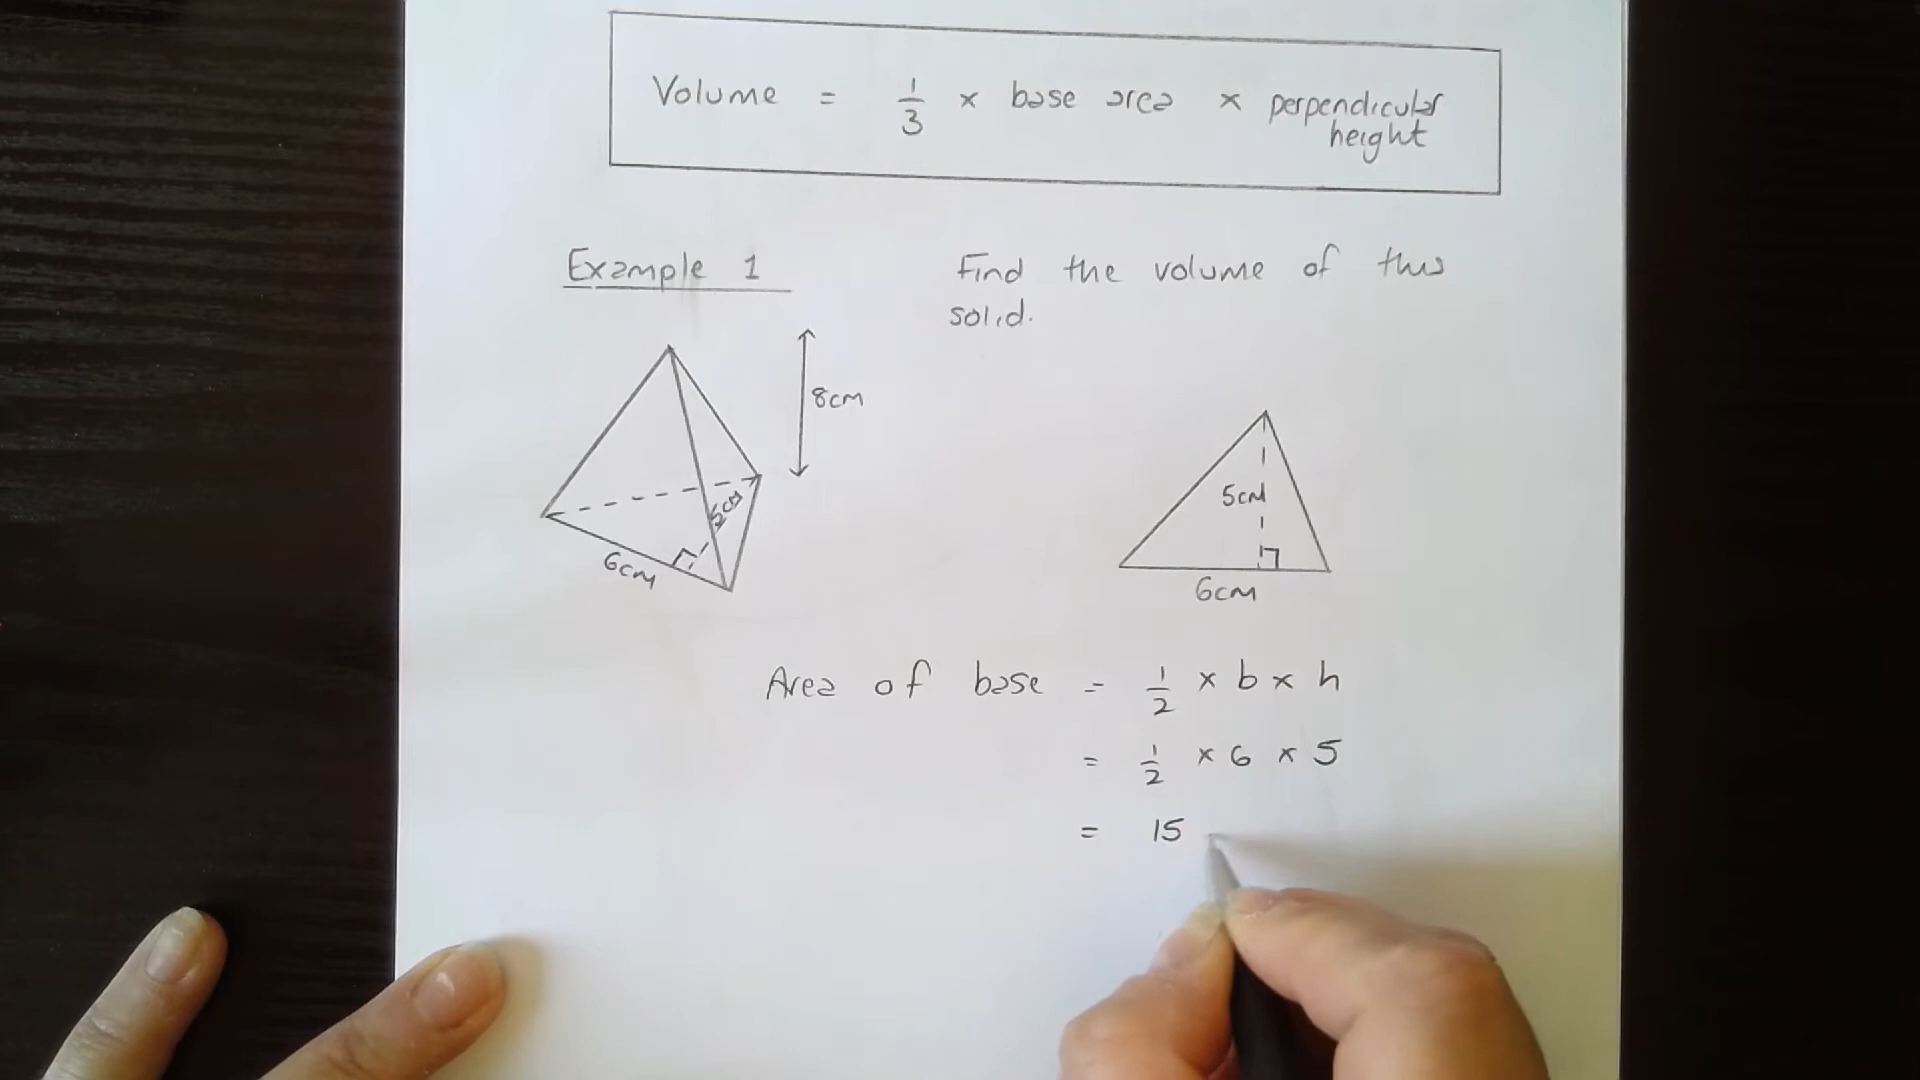 Volume = 1/3 × base area × perpendicular
height
Example 1
Find the volume of this
solid.
8cm
5cm
6cm
5cm
6cm
Area of base = 1/2 × b × h
= 1/2 × 6 × 5
= 15